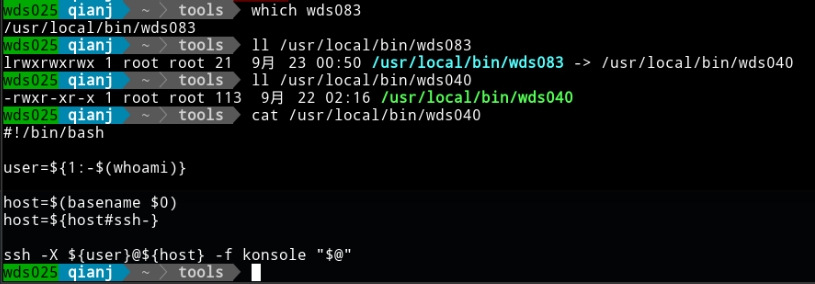 wds025 qianj ~ tools which wds083
/usr/local/bin/wds083
wds025 qianj ~ tools ll /usr/local/bin/wds083
lrwxrwxrwx 1 root root 21  9月 23 00:50 /usr/local/bin/wds083 -> /usr/local/bin/wds040
wds025 qianj ~ tools ll /usr/local/bin/wds040
-rwxr-xr-x 1 root root 113  9月 22 02:16 /usr/local/bin/wds040
wds025 qianj ~ tools cat /usr/local/bin/wds040
#!/bin/bash
user=${1:-$(whoami)}
host=$(basename $0)
host=${host#ssh-}
ssh -X ${user}@${host} -f konsole "$@"
wds025 qianj ~ tools